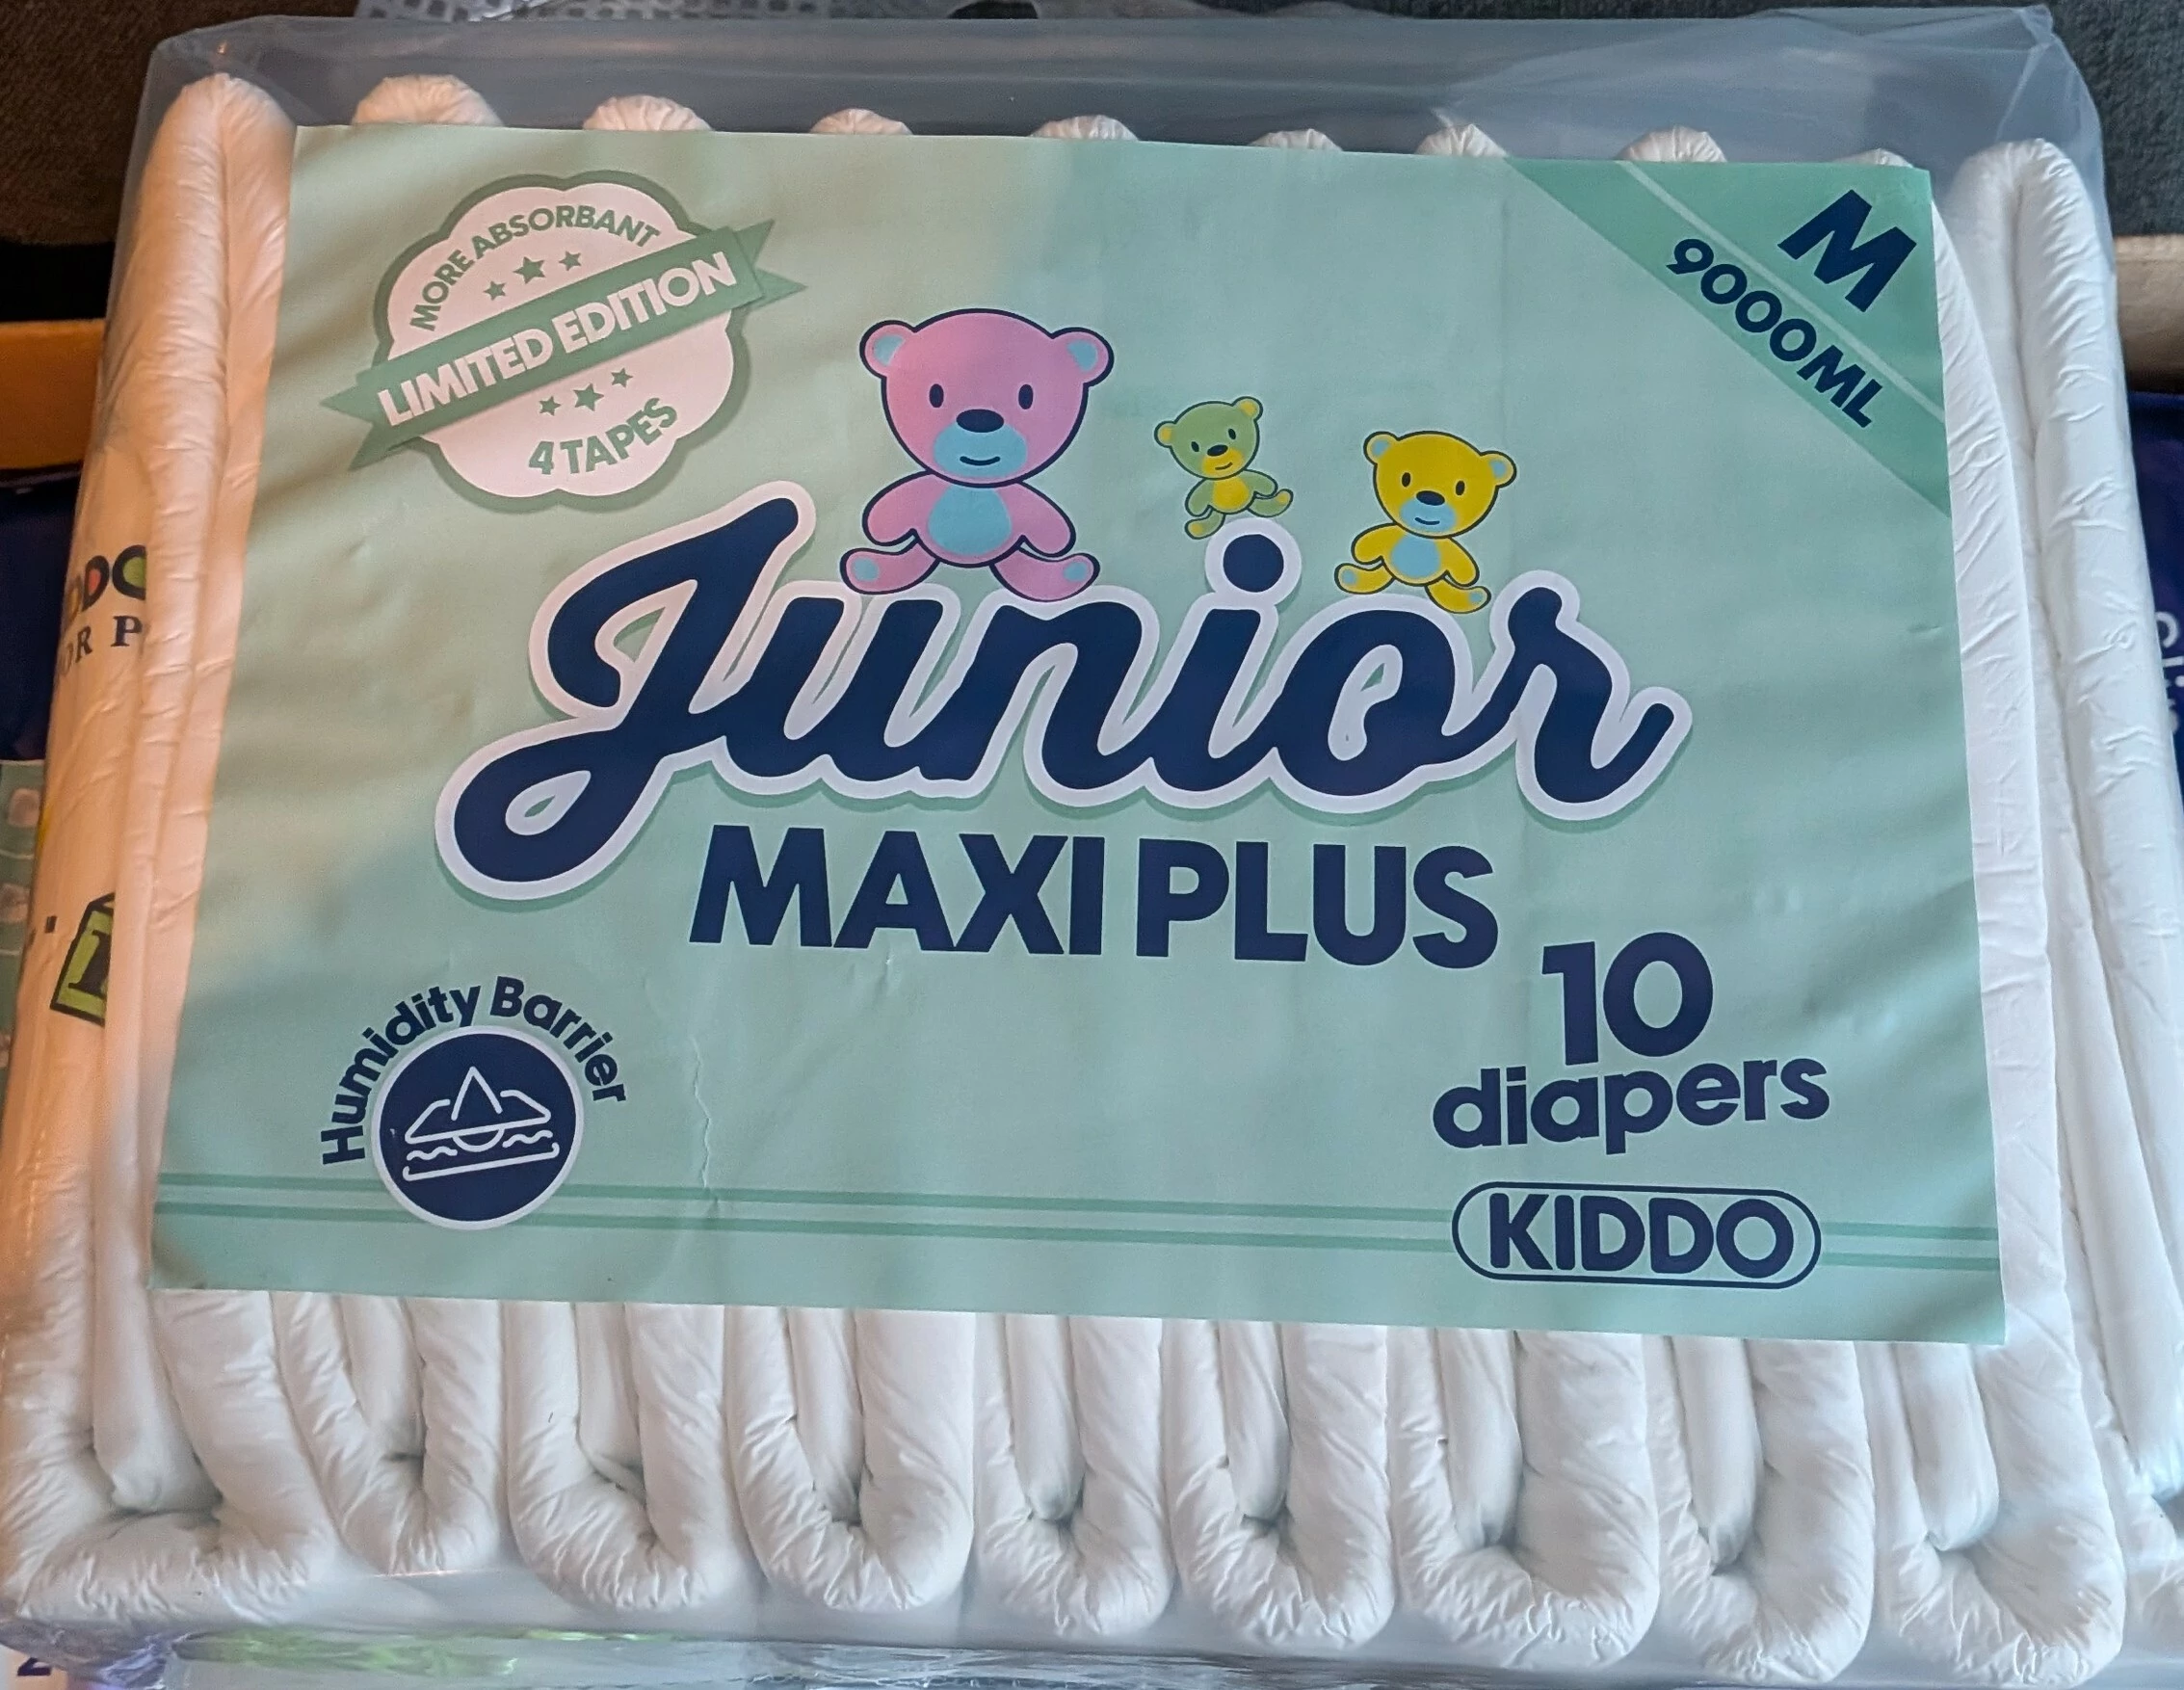 MORE ABSORBANT
LIMITED EDITION
4 TAPES
M
9000ML
Junior
MAXI PLUS
10
diapers
Humidity Barrier
KIDDO